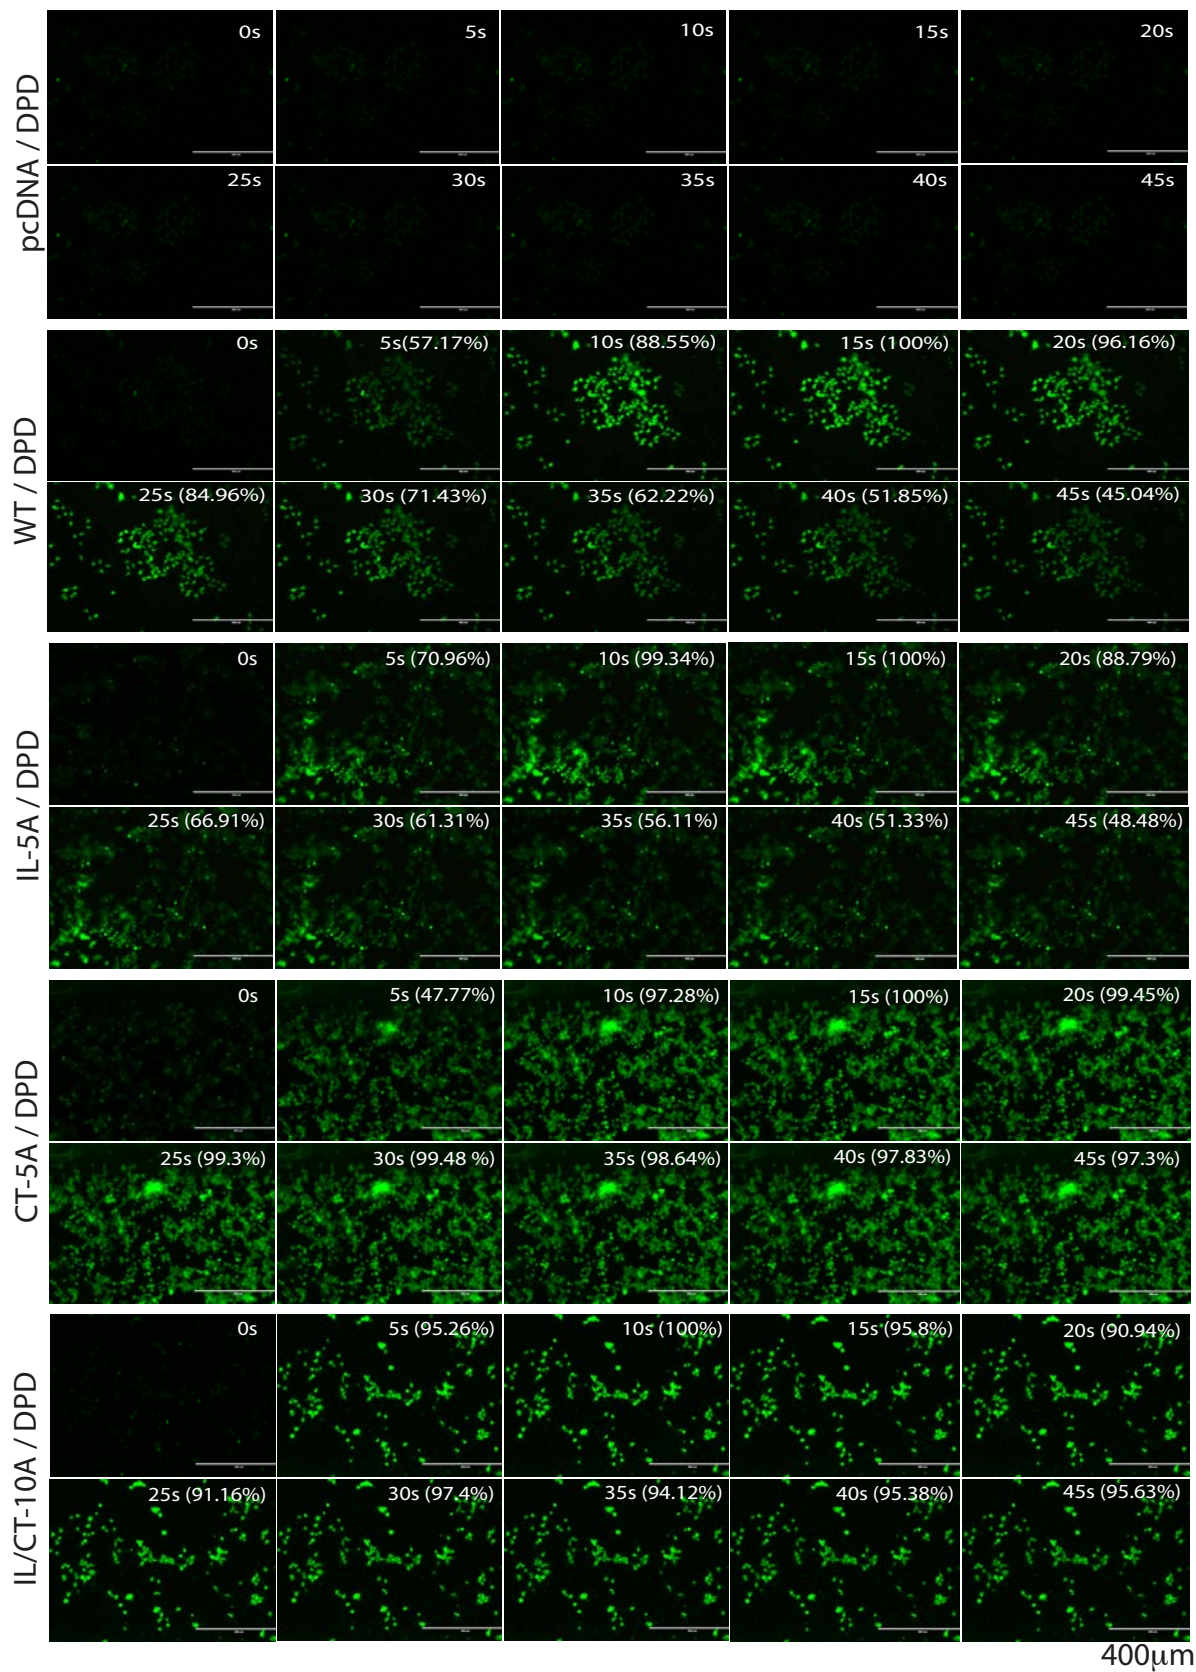 pcDNA / DPD
0s 5s 10s 15s 20s
25s 30s 35s 40s 45s
WT / DPD
0s 5s(57.17%) 10s (88.55%) 15s (100%) 20s (96.16%)
25s (84.96%) 30s (71.43%) 35s (62.22%) 40s (51.85%) 45s (45.04%)
IL-5A / DPD
0s 5s (70.96%) 10s (99.34%) 15s (100%) 20s (88.79%)
25s (66.91%) 30s (61.31%) 35s (56.11%) 40s (51.33%) 45s (48.48%)
CT-5A / DPD
0s 5s (47.77%) 10s (97.28%) 15s (100%) 20s (99.45%)
25s (99.3%) 30s (99.48 %) 35s (98.64%) 40s (97.83%) 45s (97.3%)
IL/CT-10A / DPD
0s 5s (95.26%) 10s (100%) 15s (95.8%) 20s (90.94%)
25s (91.16%) 30s (97.4%) 35s (94.12%) 40s (95.38%) 45s (95.63%)
400μm